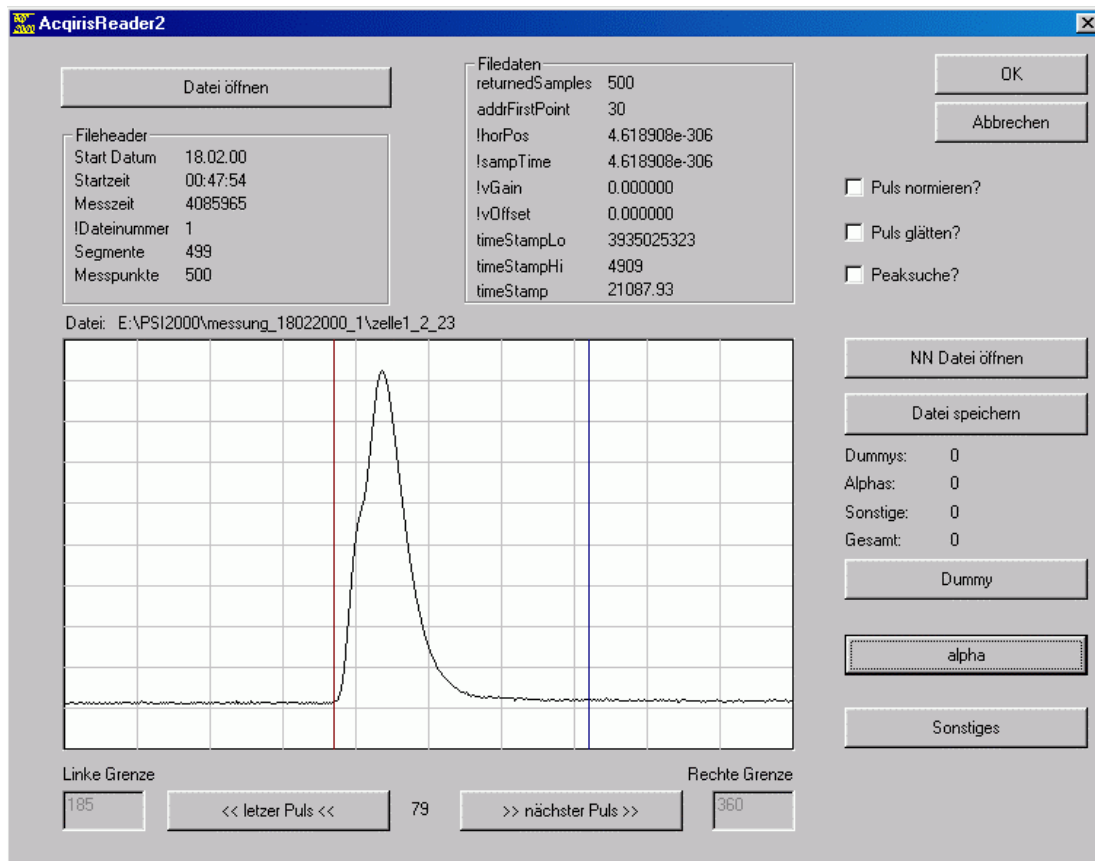 AcqirisReader2
Datei öffnen
Fileheader
Start Datum 18.02.00
Startzeit 00:47:54
Messzeit 4085965
!Dateinummer 1
Segmente 499
Messpunkte 500
Filedaten
returnedSamples 500
addrFirstPoint 30
!horPos 4.618908e-306
!sampTime 4.618908e-306
!vGain 0.000000
!vOffset 0.000000
timeStampLo 3935025323
timeStampHi 4909
timeStamp 21087.93
OK
Abbrechen
Puls normieren?
Puls glätten?
Peaksuche?
Datei: E:\PSI2000\messung_18022000_1\zelle1_2_23
NN Datei öffnen
Datei speichern
Dummys: 0
Alphas: 0
Sonstige: 0
Gesamt: 0
Dummy
alpha
Sonstiges
Linke Grenze
185
<< letzer Puls <<
79
>> nächster Puls >>
Rechte Grenze
360